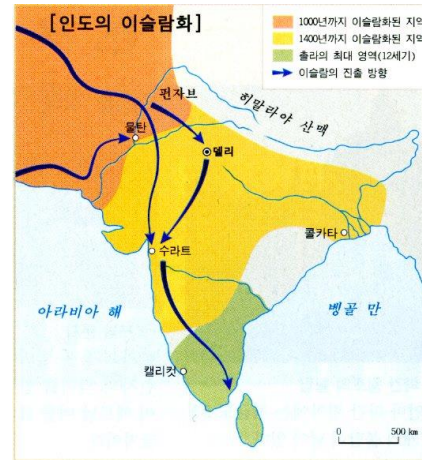 [인도의 이슬람화]
1000년까지 이슬람화된 지역
1400년까지 이슬람화된 지역
촐라의 최대 영역(12세기)
이슬람의 진출 방향
펀자브
히말라야 산맥
물탄
델리
콜카타
수라트
아라비아 해
벵골 만
캘리컷
0 500 km